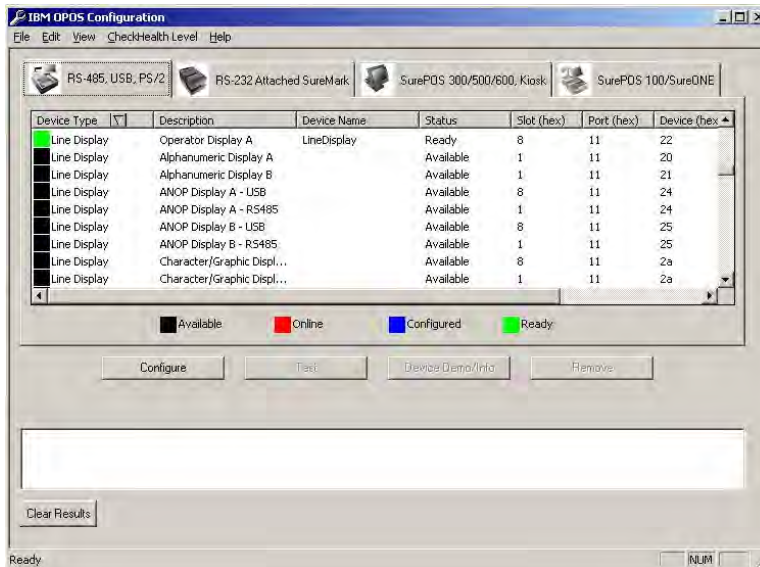 IBM OPOS Configuration
File Edit View CheckHealth Level Help
RS-485, USB, PS/2 RS-232 Attached SureMark SurePOS 300/500/600, Kiosk SurePOS 100/SureONE
Device Type Description Device Name Status Slot (hex) Port (hex) Device (hex
Line Display Operator Display A LineDisplay Ready 8 11 22
Line Display Alphanumeric Display A Available 1 11 20
Line Display Alphanumeric Display B Available 1 11 21
Line Display ANOP Display A - USB Available 8 11 24
Line Display ANOP Display A - RS485 Available 1 11 24
Line Display ANOP Display B - USB Available 8 11 25
Line Display ANOP Display B - RS485 Available 1 11 25
Line Display Character/Graphic Displ... Available 8 11 2a
Line Display Character/Graphic Displ... Available 1 11 2a
Available Online Configured Ready
Configure Test Device Demo/Info Remove
Clear Results
Ready NUM